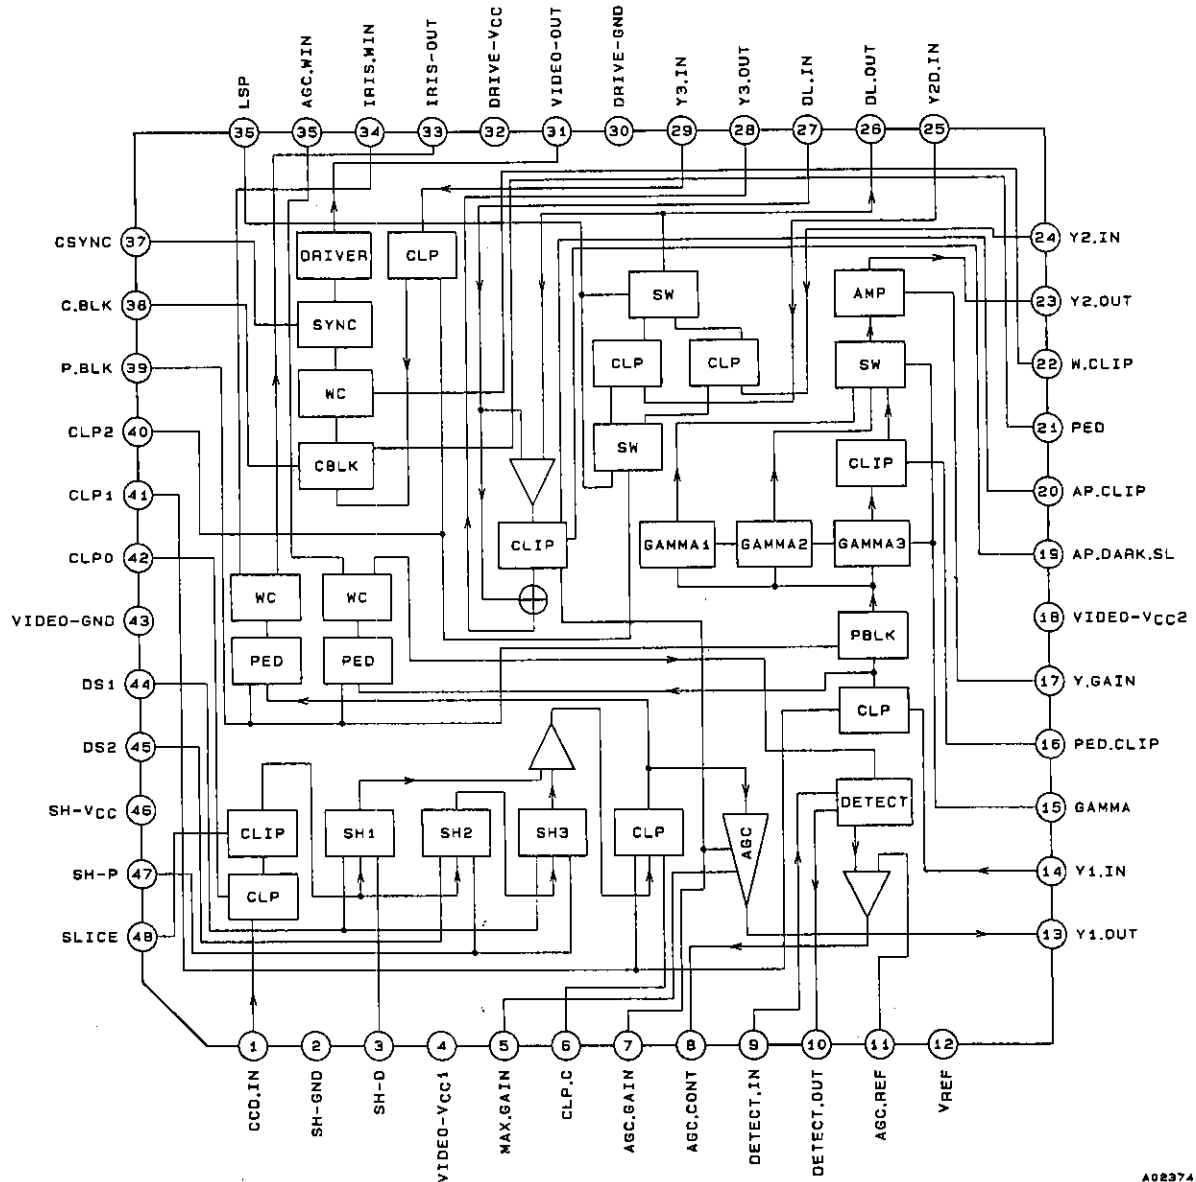 LSP
AGC.WIN
IRIS.WIN
IRIS-OUT
DRIVE-VCC
VIDEO-OUT
DRIVE-GND
Y3.IN
Y3.OUT
DL.IN
DL.OUT
Y2D.IN
35 35 34 33 32 31 30 29 28 27 26 25
CSYNC 37
C.BLK 38
P.BLK 39
CLP2 40
CLP1 41
CLP0 42
VIDEO-GND 43
DS1 44
DS2 45
SH-VCC 46
SH-P 47
SLICE 48
24 Y2.IN
23 Y2.OUT
22 W.CLIP
21 PED
20 AP.CLIP
19 AP.DARK.SL
18 VIDEO-VCC2
17 Y.GAIN
16 PED.CLIP
15 GAMMA
14 Y1.IN
13 Y1.OUT
DRIVER
CLP
SYNC
WC
CBLK
SW
CLP
CLP
SW
AMP
SW
CLIP
CLIP
GAMMA1
GAMMA2
GAMMA3
WC
WC
PED
PED
PBLK
CLP
CLIP
SH1
SH2
SH3
CLP
AGC
DETECT
CLP
1 2 3 4 5 6 7 8 9 10 11 12
CCD.IN
SH-GND
SH-D
VIDEO-VCC1
MAX.GAIN
CLP.C
AGC.GAIN
AGC.CONT
DETECT.IN
DETECT.OUT
AGC.REF
VREF
A02374